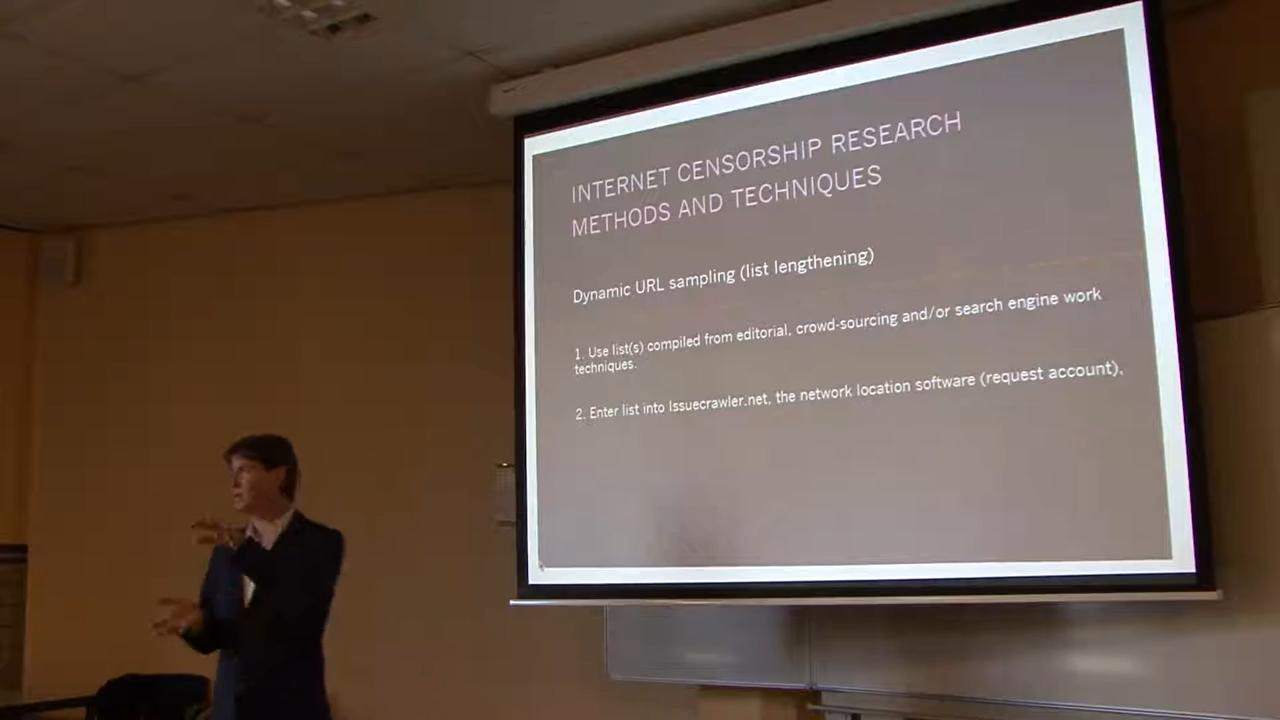 INTERNET CENSORSHIP RESEARCH
METHODS AND TECHNIQUES
Dynamic URL sampling (list lengthening)
1. Use list(s) compiled from editorial, crowd-sourcing and/or search engine work
techniques.
2. Enter list into Issuecrawler.net, the network location software (request account),